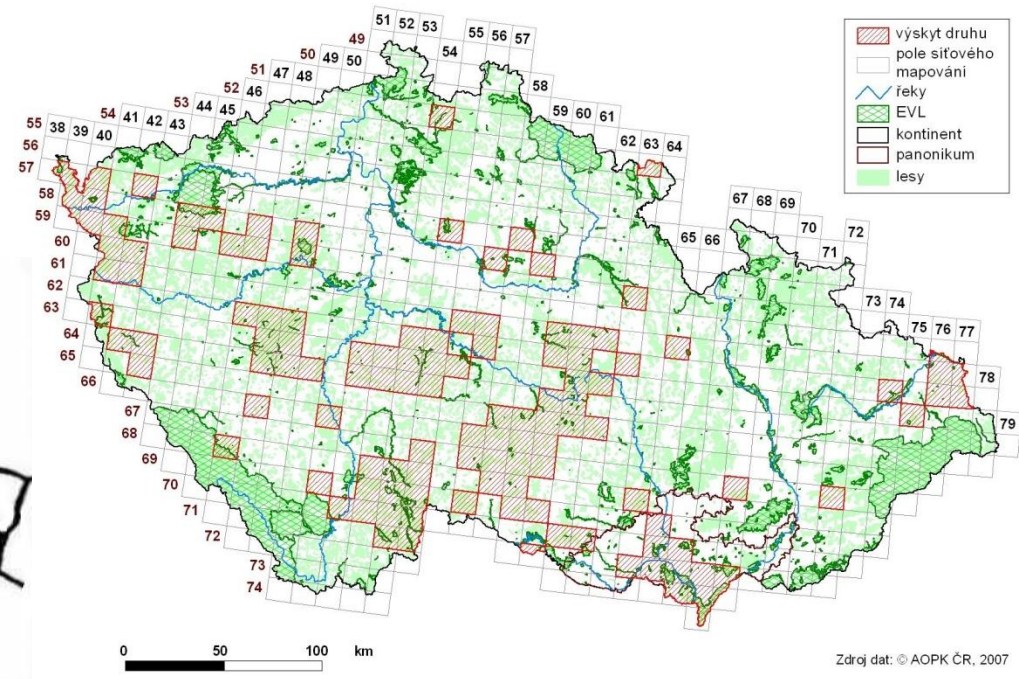 51 52 53
49 54 55 56 57
50 49 50
51 47 48 58
52 46 59 60 61
53 44 45
54 41 42 43 62 63 64
55 38 39 40
56
57
58
59
60
61
62
63
64
65
66
67
68
69
70
71
72
73
74
65 66
67 68 69
70
71 72
73 74
75 76 77
78
79
výskyt druhu
pole síťového
mapování
řeky
EVL
kontinent
panonikum
lesy
0 50 100 km
Zdroj dat: © AOPK ČR, 2007